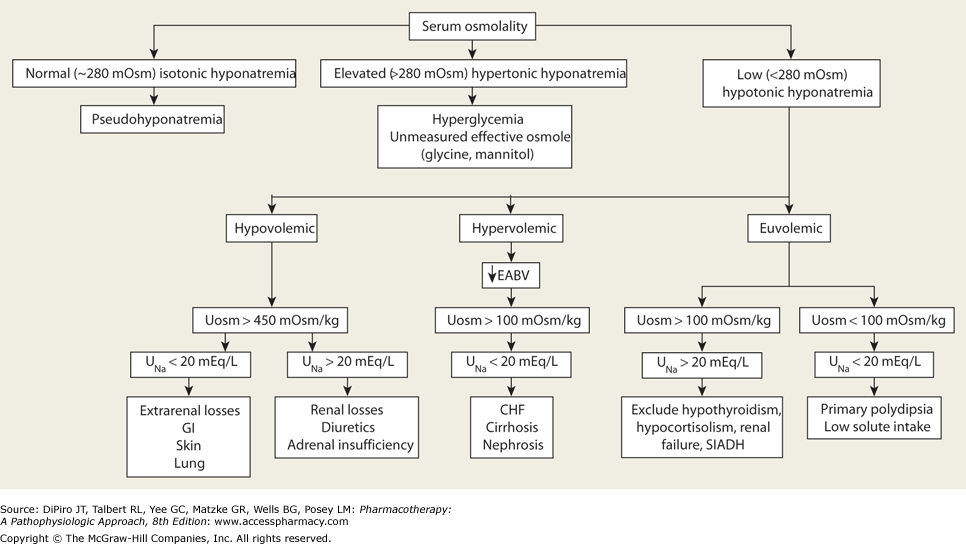 Serum osmolality
Normal (~280 mOsm) isotonic hyponatremia
Elevated (>280 mOsm) hypertonic hyponatremia
Low (<280 mOsm)
hypotonic hyponatremia
Pseudohyponatremia
Hyperglycemia
Unmeasured effective osmole
(glycine, mannitol)
Hypovolemic
Hypervolemic
Euvolemic
↓EABV
Uosm > 450 mOsm/kg
Uosm > 100 mOsm/kg
Uosm > 100 mOsm/kg
Uosm < 100 mOsm/kg
UNa < 20 mEq/L
UNa > 20 mEq/L
UNa < 20 mEq/L
UNa > 20 mEq/L
UNa < 20 mEq/L
Extrarenal losses
GI
Skin
Lung
Renal losses
Diuretics
Adrenal insufficiency
CHF
Cirrhosis
Nephrosis
Exclude hypothyroidism,
hypocortisolism, renal
failure, SIADH
Primary polydipsia
Low solute intake
Source: DiPiro JT, Talbert RL, Yee GC, Matzke GR, Wells BG, Posey LM: Pharmacotherapy:
A Pathophysiologic Approach, 8th Edition: www.accesspharmacy.com
Copyright © The McGraw-Hill Companies, Inc. All rights reserved.